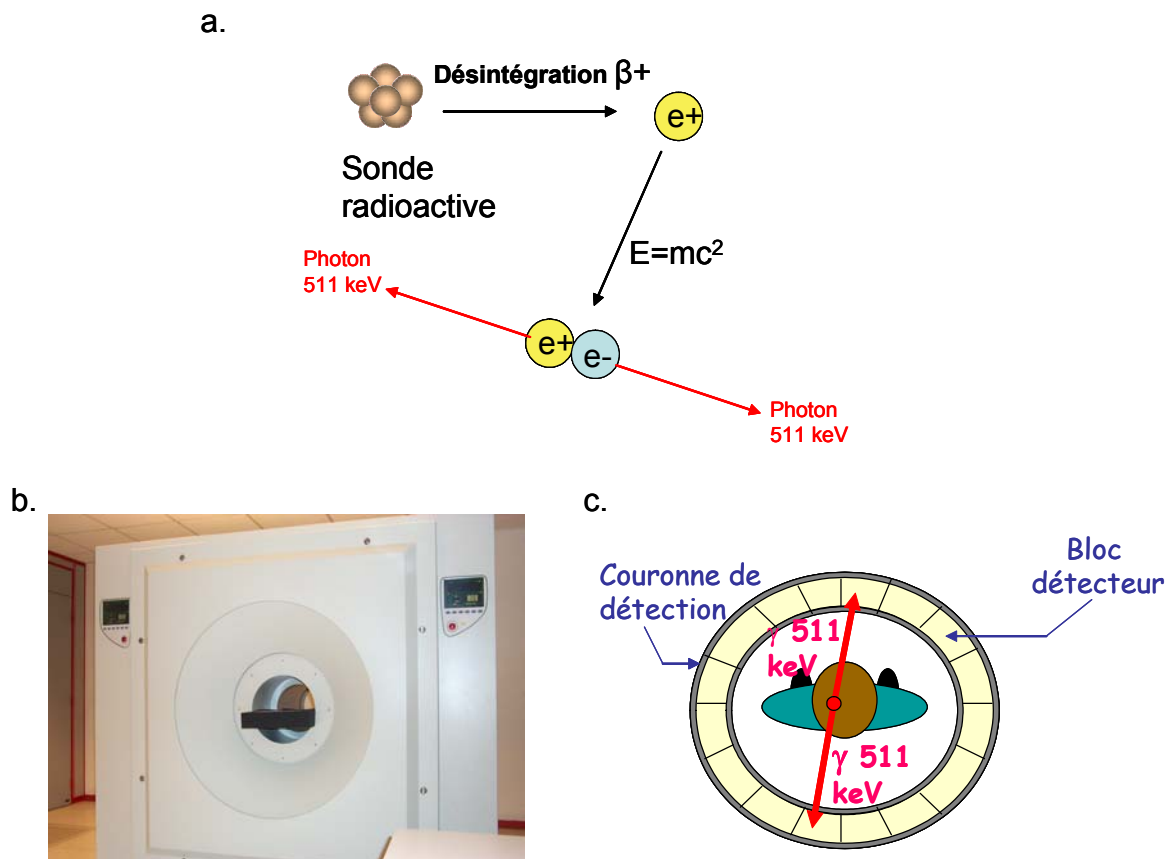 a.
Désintégration β+
e+
Sonde
radioactive
E=mc²
Photon
511 keV
e+
e-
Photon
511 keV
b.
c.
Couronne de
détection
Bloc
détecteur
γ 511
keV
γ 511
keV